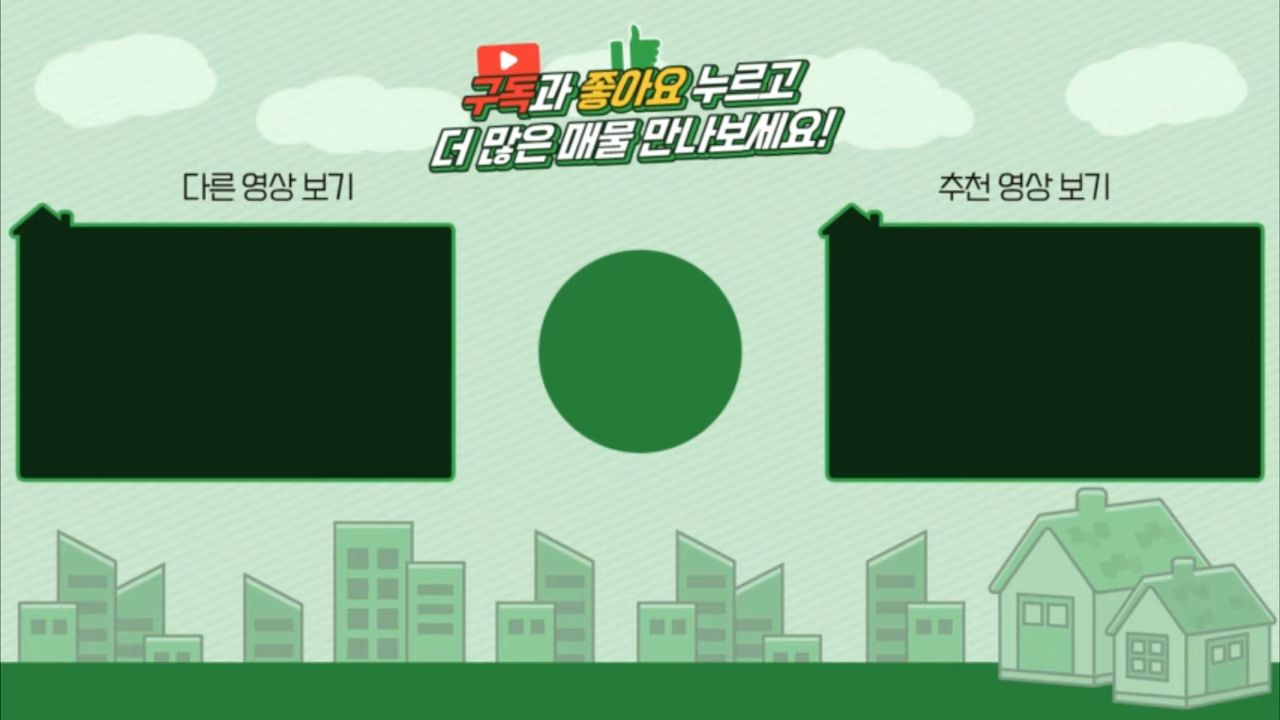 구독과 좋아요 누르고
더 많은 매물 만나보세요!
다른 영상 보기
추천 영상 보기